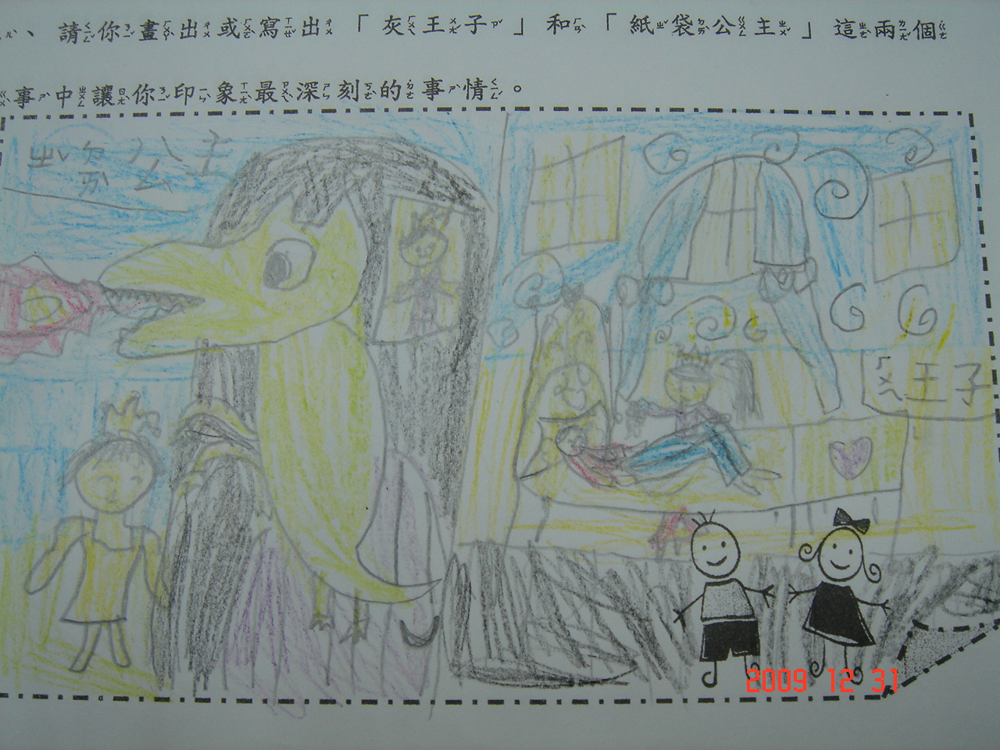 、請你畫出或寫出「灰王子」和「紙袋公主」這兩個
事中讓你印象最深刻的事情。
ㄓˇㄉㄞˋ公主
ㄏㄨㄟ王子
2009 12 31